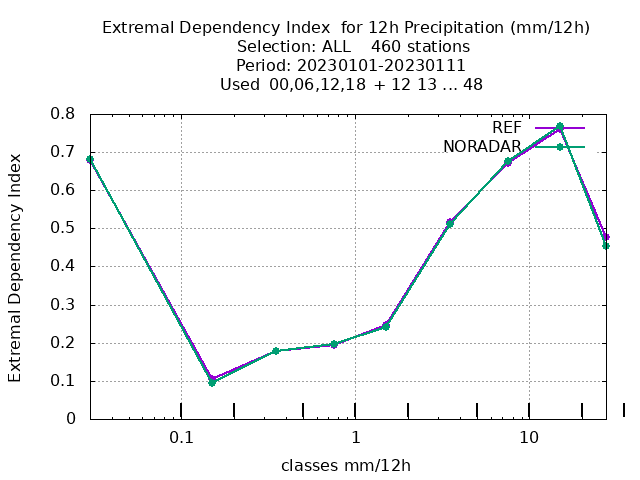 Extremal Dependency Index  for 12h Precipitation (mm/12h)
Selection: ALL    460 stations
Period: 20230101-20230111
Used  00,06,12,18  + 12 13 ... 48
Extremal Dependency Index
0.8
0.7
0.6
0.5
0.4
0.3
0.2
0.1
0
REF
NORADAR
0.1
1
10
classes mm/12h